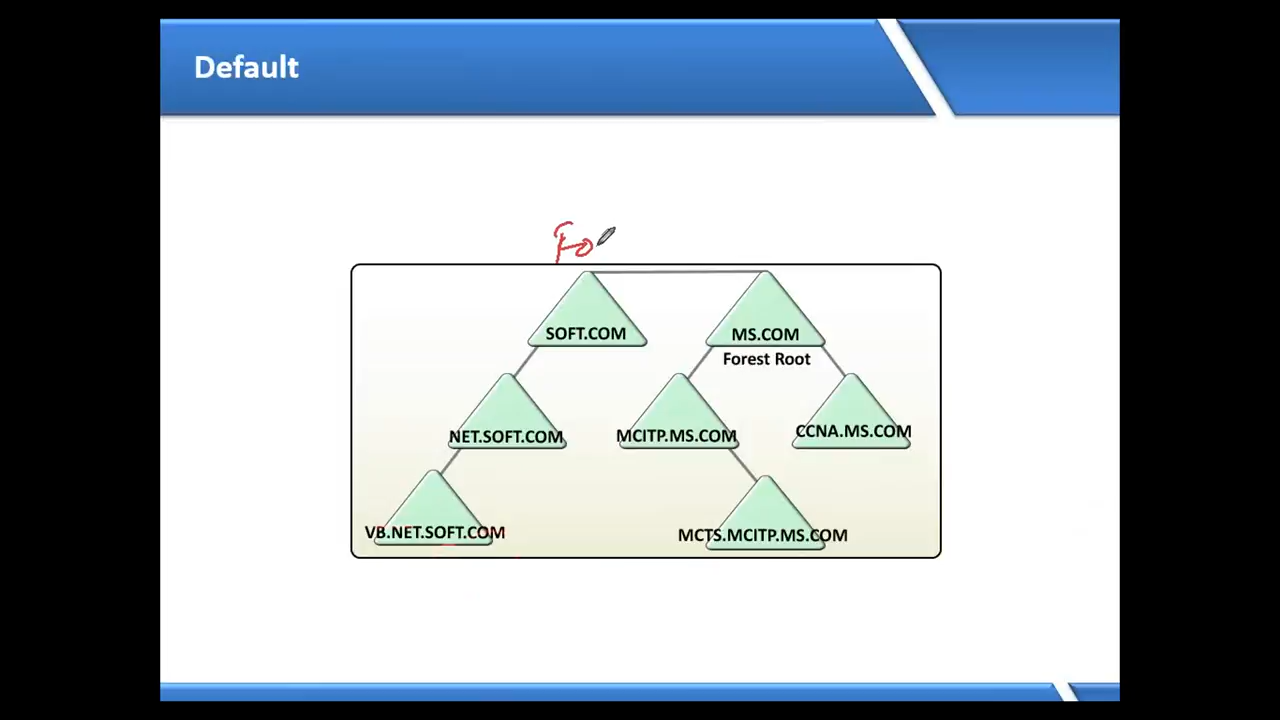 Default
Fo
SOFT.COM
MS.COM
Forest Root
NET.SOFT.COM
MCITP.MS.COM
CCNA.MS.COM
VB.NET.SOFT.COM
MCTS.MCITP.MS.COM